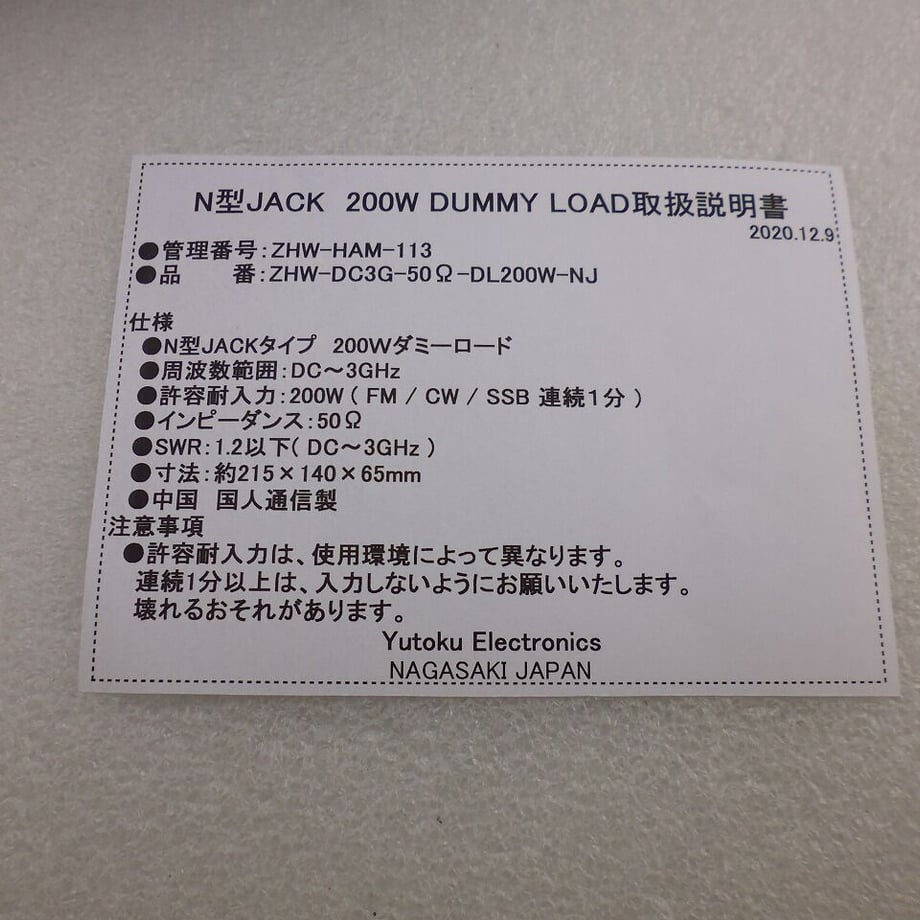 N型JACK 200W DUMMY LOAD取扱説明書
2020.12.9
●管理番号：ZHW-HAM-113
●品　　番：ZHW-DC3G-50Ω-DL200W-NJ
仕様
●N型JACKタイプ 200Wダミーロード
●周波数範囲：DC～3GHz
●許容耐入力：200W（ FM / CW / SSB 連続1分 ）
●インピーダンス：50Ω
●SWR：1.2以下( DC～3GHz )
●寸法：約215×140×65mm
●中国 国人通信製
注意事項
●許容耐入力は、使用環境によって異なります。
連続1分以上は、入力しないようにお願いいたします。
壊れるおそれがあります。
Yutoku Electronics
NAGASAKI JAPAN